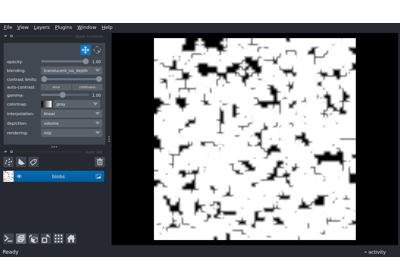 File View Layers Plugins Window Help
opacity: 1.00
blending: translucent_no_depth
contrast limits:
auto-contrast: once continuous
gamma: 1.00
colormap: gray
interpolation: linear
depiction: volume
rendering: mip
blobs
Ready activity